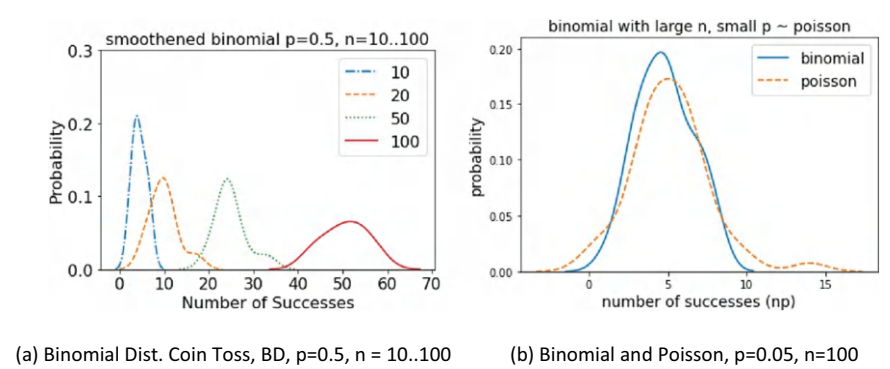 smoothened binomial p=0.5, n=10..100
0.3
0.2
0.1
0.0
Probability
10
20
50
100
0 10 20 30 40 50 60 70
Number of Successes
(a) Binomial Dist. Coin Toss, BD, p=0.5, n = 10..100
binomial with large n, small p ~ poisson
0.20
0.15
0.10
0.05
0.00
probability
binomial
poisson
0 5 10 15
number of successes (np)
(b) Binomial and Poisson, p=0.05, n=100